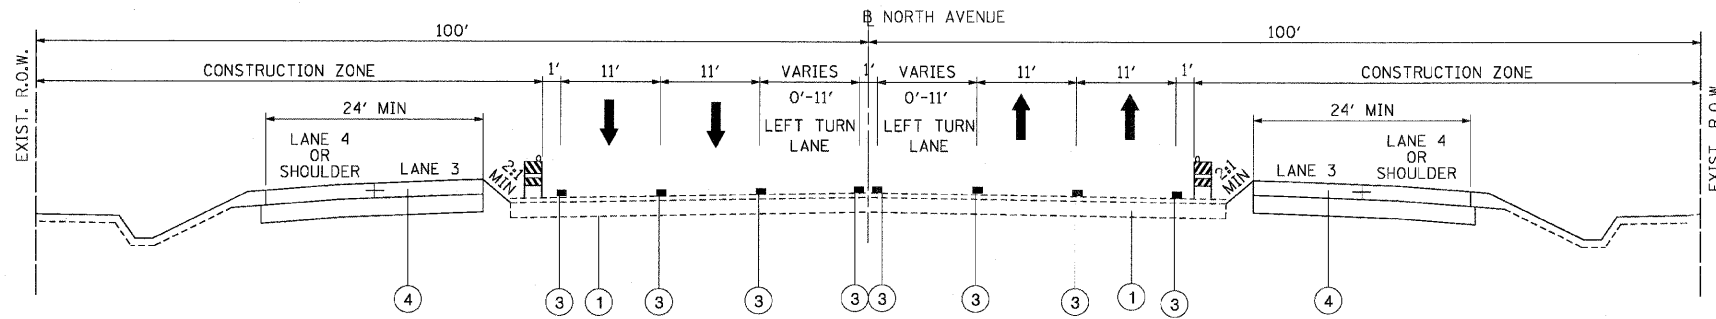 ℄ NORTH AVENUE
100' 100'
CONSTRUCTION ZONE 1' 11' 11' VARIES 1' VARIES 11' 11' 1' CONSTRUCTION ZONE
0'-11' 0'-11'
24' MIN LEFT TURN LEFT TURN 24' MIN
LANE LANE
LANE 4 LANE 4
OR OR
SHOULDER LANE 3 LANE 3 SHOULDER
2:1 2:1
MIN MIN
EXIST. R.O.W. EXIST. R.O.W.
4 3 1 3 3 3 3 3 3 1 3 4